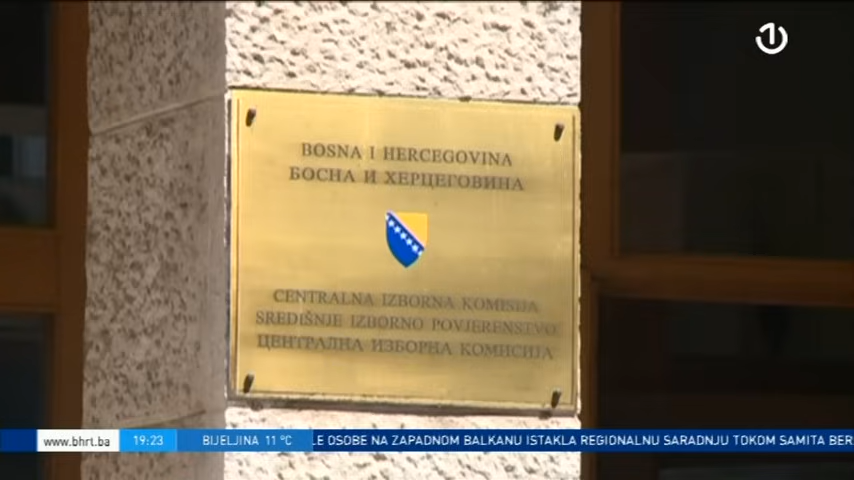 BOSNA I HERCEGOVINA
БОСНА И ХЕРЦЕГОВИНА
CENTRALNA IZBORNA KOMISIJA
SREDIŠNJE IZBORNO POVJERENSTVO
ЦЕНТРАЛНА ИЗБОРНА КОМИСИЈА
www.bhrt.ba 19:23 BIJELJINA 11 °C LE OSOBE NA ZAPADNOM BALKANU ISTAKLA REGIONALNU SARADNJU TOKOM SAMITA BER